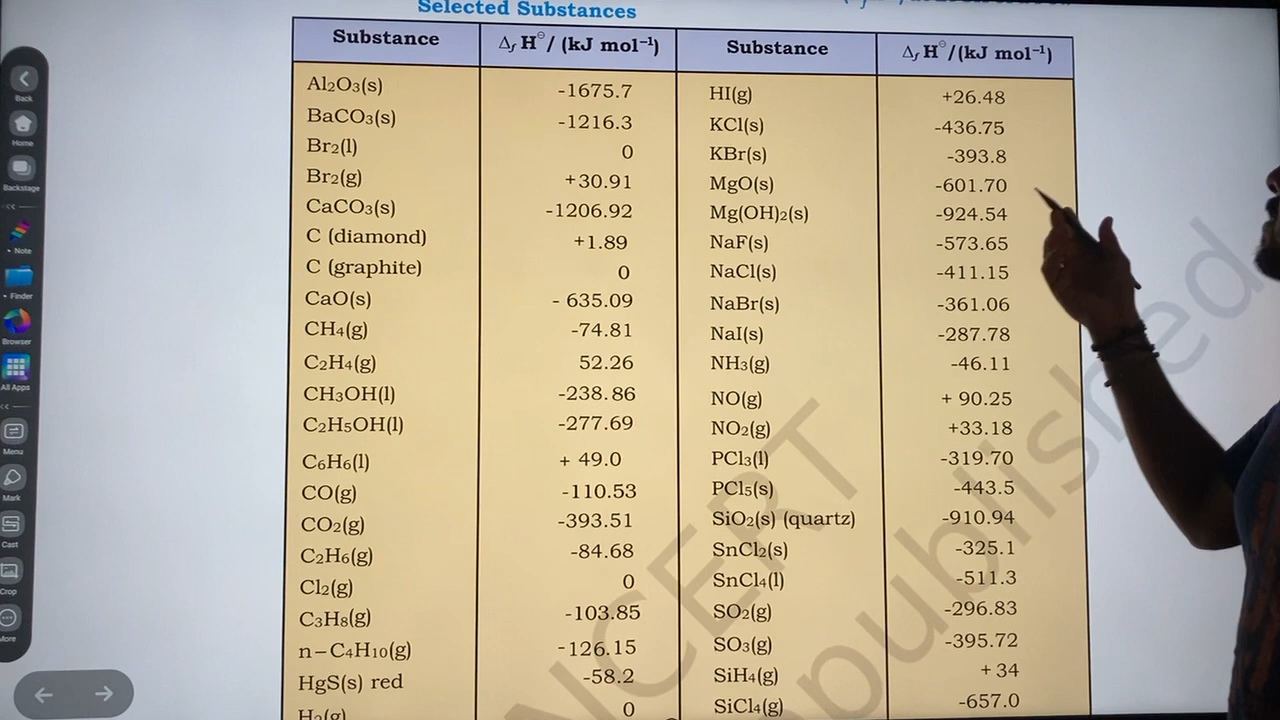 Selected Substances
Substance ΔfH⊖/ (kJ mol⁻¹) Substance ΔfH⊖/(kJ mol⁻¹)
Al2O3(s) -1675.7 HI(g) +26.48
BaCO3(s) -1216.3 KCl(s) -436.75
Br2(l) 0 KBr(s) -393.8
Br2(g) +30.91 MgO(s) -601.70
CaCO3(s) -1206.92 Mg(OH)2(s) -924.54
C (diamond) +1.89 NaF(s) -573.65
C (graphite) 0 NaCl(s) -411.15
CaO(s) - 635.09 NaBr(s) -361.06
CH4(g) -74.81 NaI(s) -287.78
C2H4(g) 52.26 NH3(g) -46.11
CH3OH(l) -238.86 NO(g) + 90.25
C2H5OH(l) -277.69 NO2(g) +33.18
C6H6(l) + 49.0 PCl3(l) -319.70
CO(g) -110.53 PCl5(s) -443.5
CO2(g) -393.51 SiO2(s) (quartz) -910.94
C2H6(g) -84.68 SnCl2(s) -325.1
Cl2(g) 0 SnCl4(l) -511.3
C3H8(g) -103.85 SO2(g) -296.83
n-C4H10(g) -126.15 SO3(g) -395.72
HgS(s) red -58.2 SiH4(g) + 34
H2(g) 0 SiCl4(g) -657.0
NCERT
published
Back
Home
Backstage
Note
Finder
Browser
All Apps
Menu
Mark
Cast
Crop
More